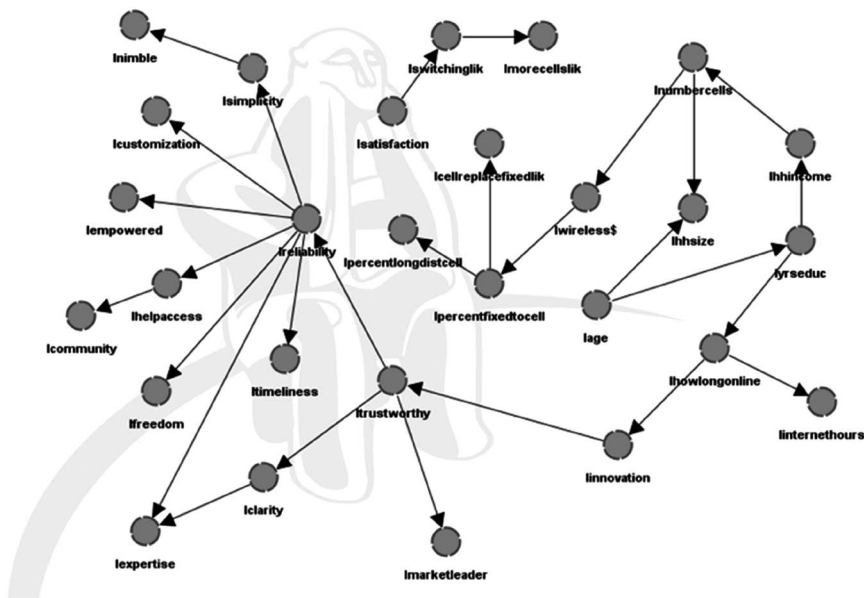 lnimble
lswitchinglik
lmorecellslik
lnumbercells
lsimplicity
lcustomization
lsatisfaction
lcellreplacefixedlik
lhhincome
lempowered
lreliability
lpercentlongdistcell
lwireless$
lhhsize
lyrseduc
lhelpaccess
lpercentfixedtocell
lage
lcommunity
ltimeliness
lhowlongonline
lfreedom
ltrustworthy
linternethours
lclarity
linnovation
lexpertise
lmarketleader